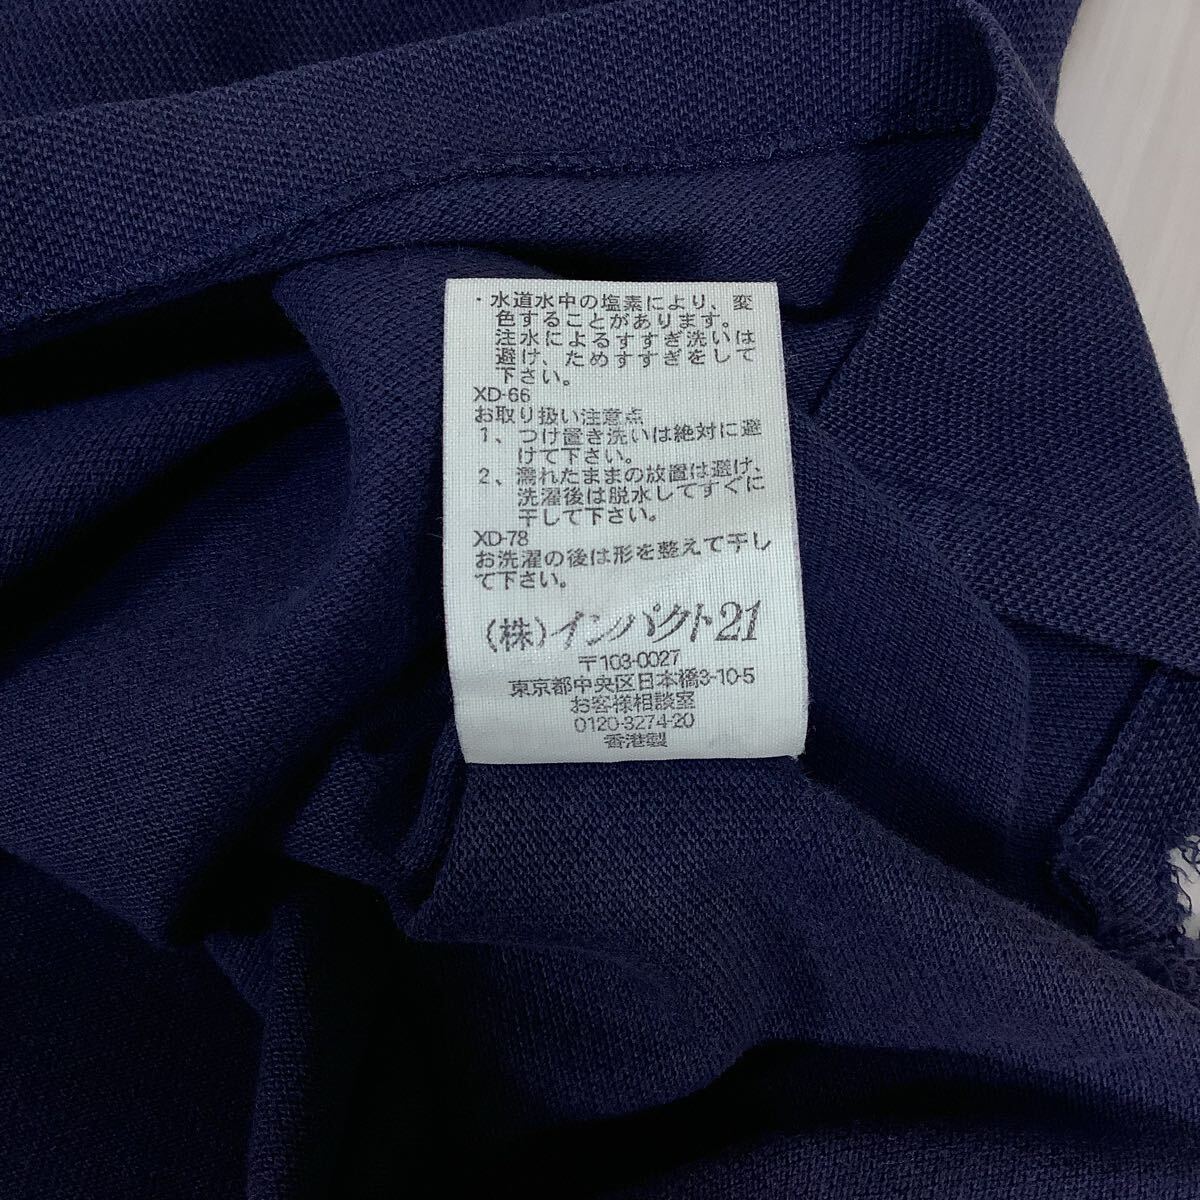 ・水道水中の塩素により、変
色することがあります。
注水によるすすぎ洗いは
避け、ためすすぎをして
下さい。
XD-66
お取り扱い注意点
1、つけ置き洗いは絶対に避
けて下さい。
2、濡れたままの放置は避け、
洗濯後は脱水してすぐに
干して下さい。
XD-78
お洗濯の後は形を整えて干し
て下さい。
(株)インパクト21
〒103-0027
東京都中央区日本橋3-10-5
お客様相談室
0120-3274-20
香港製